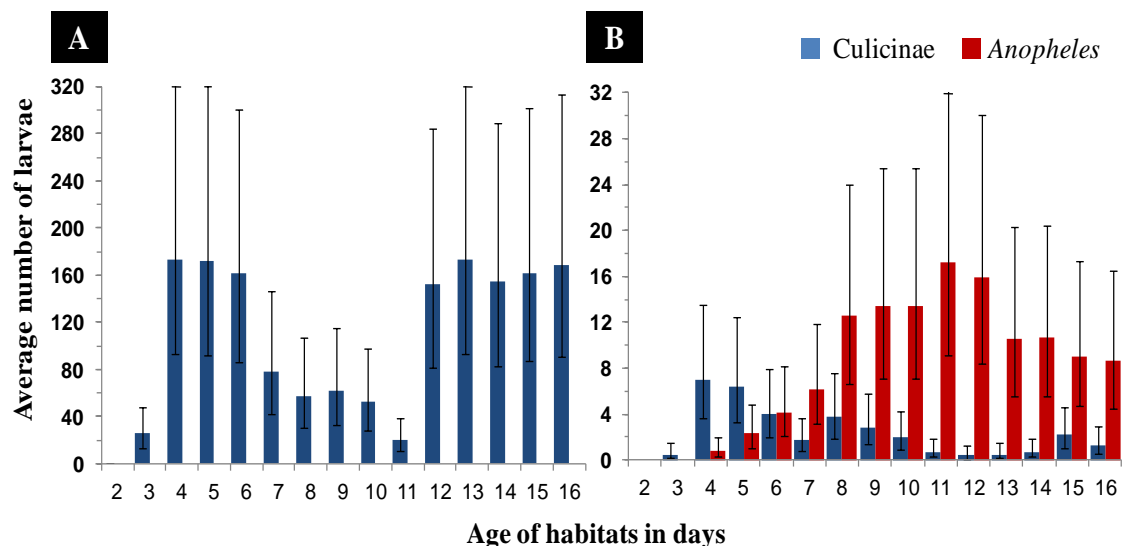 A
B
Culicinae Anopheles
Average number of larvae
320
280
240
200
160
120
80
40
0
2 3 4 5 6 7 8 9 10 11 12 13 14 15 16
32
28
24
20
16
12
8
4
0
2 3 4 5 6 7 8 9 10 11 12 13 14 15 16
Age of habitats in days